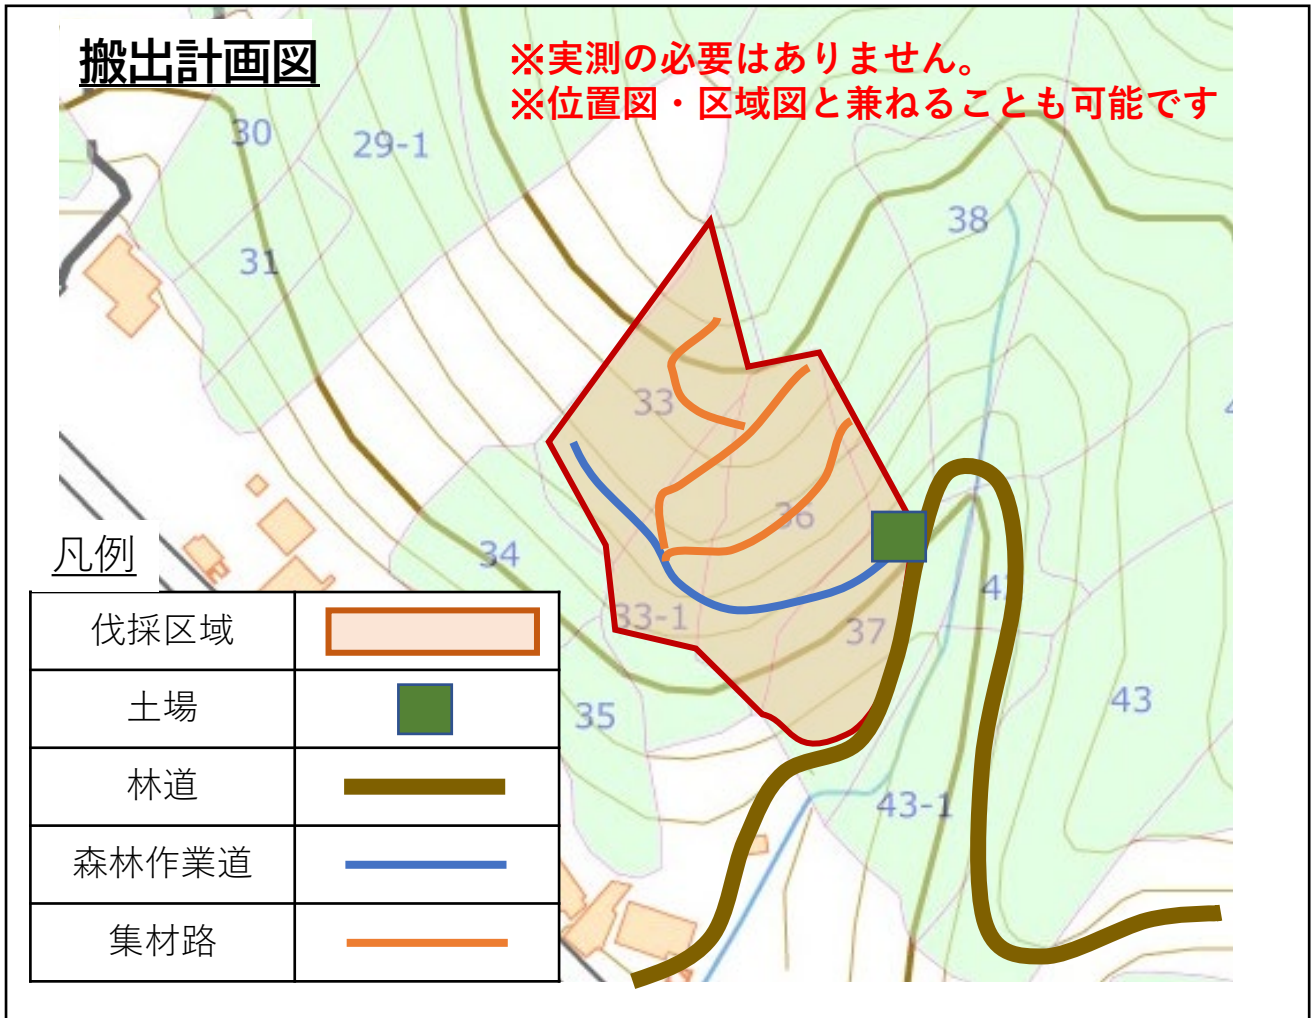 搬出計画図
※実測の必要はありません。
※位置図・区域図と兼ねることも可能です
30
29-1
38
31
33
36
34
33-1
37
35
43
43-1
凡例
伐採区域
土場
林道
森林作業道
集材路